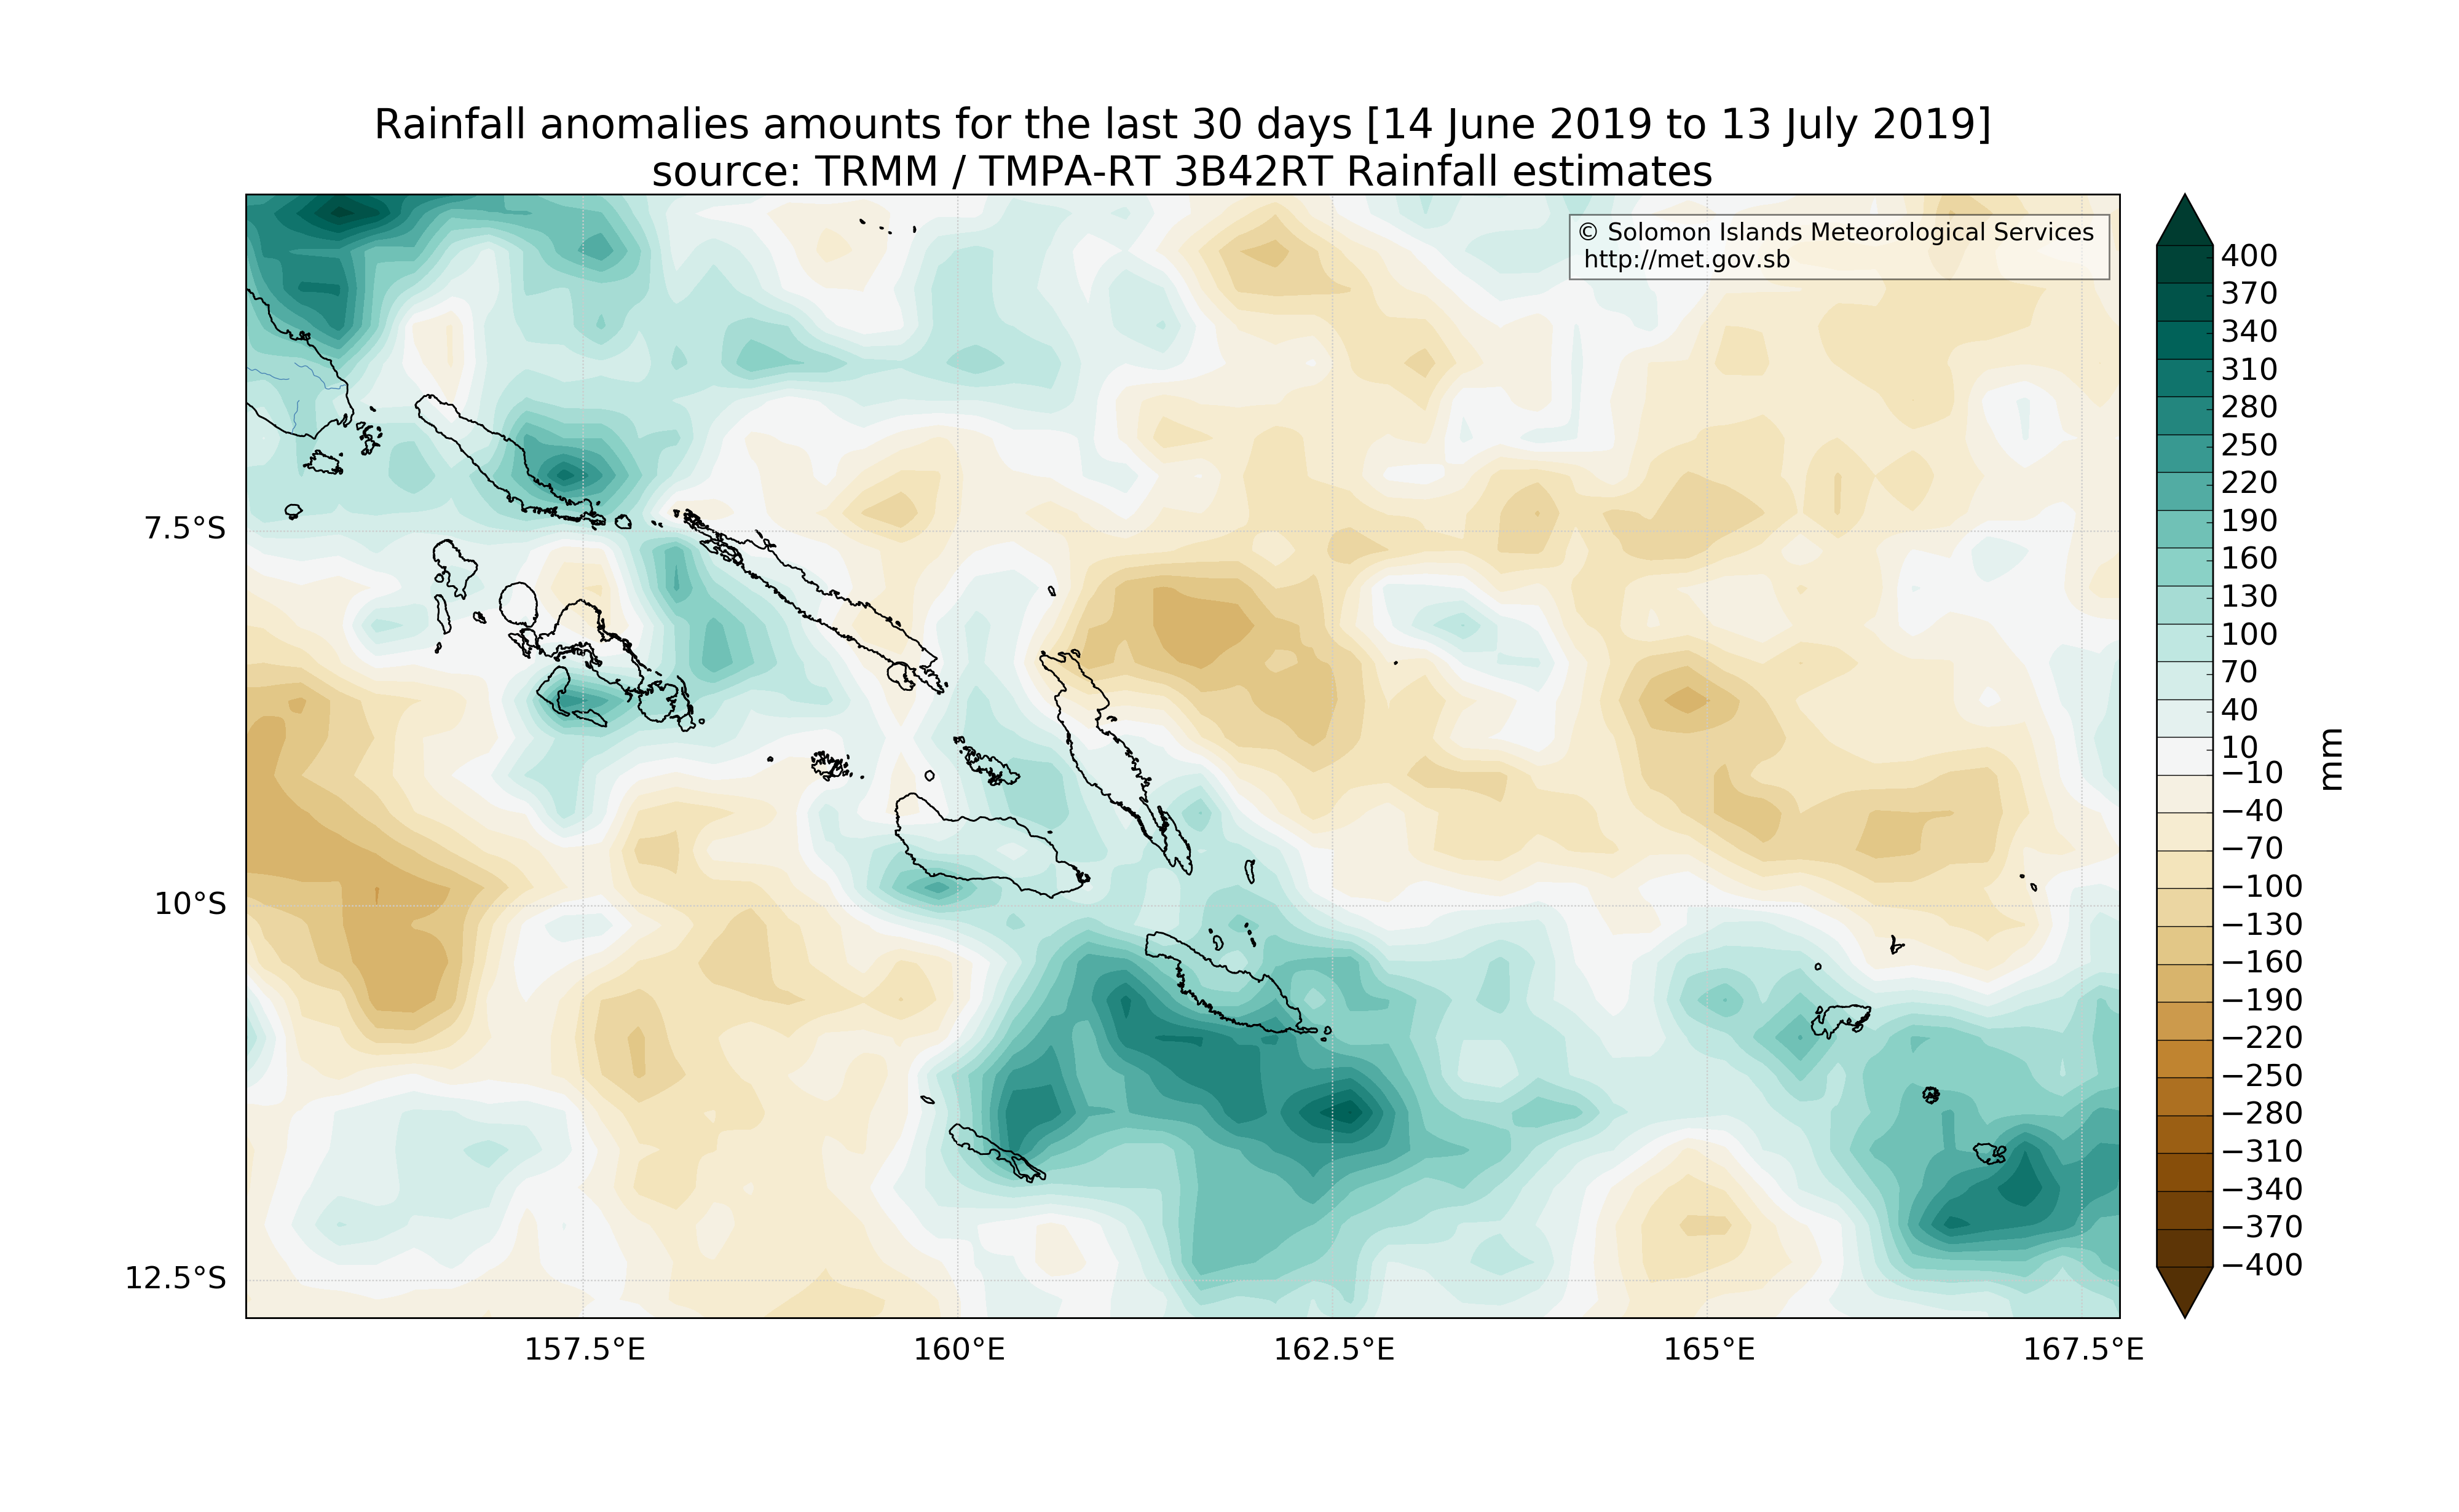 Rainfall anomalies amounts for the last 30 days [14 June 2019 to 13 July 2019]
source: TRMM / TMPA-RT 3B42RT Rainfall estimates
© Solomon Islands Meteorological Services
http://met.gov.sb
7.5°S
10°S
12.5°S
157.5°E
160°E
162.5°E
165°E
167.5°E
400
370
340
310
280
250
220
190
160
130
100
70
40
10
−10
−40
−70
−100
−130
−160
−190
−220
−250
−280
−310
−340
−370
−400
mm